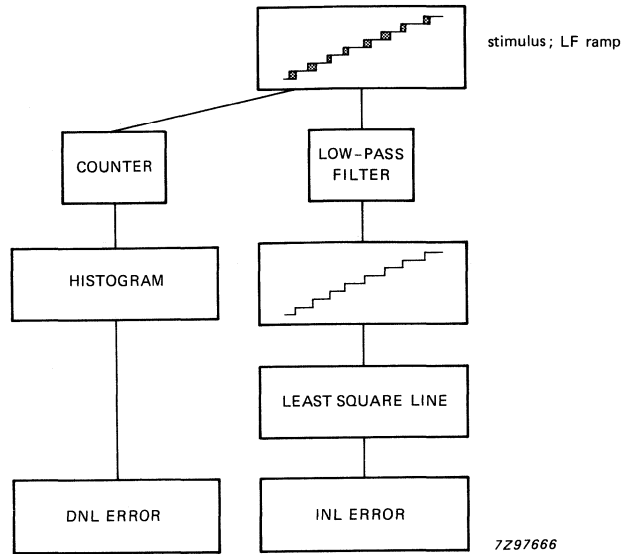 stimulus; LF ramp
COUNTER
LOW-PASS
FILTER
HISTOGRAM
LEAST SQUARE LINE
DNL ERROR
INL ERROR
7Z97666